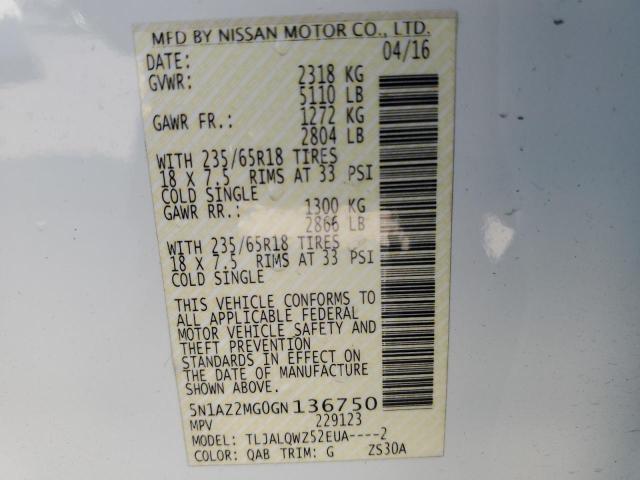 MFD BY NISSAN MOTOR CO., LTD.
DATE: 04/16
GVWR: 2318 KG
5110 LB
GAWR FR.: 1272 KG
2804 LB
WITH 235/65R18 TIRES
18 X 7.5 RIMS AT 33 PSI
COLD SINGLE
GAWR RR.: 1300 KG
2866 LB
WITH 235/65R18 TIRES
18 X 7.5 RIMS AT 33 PSI
COLD SINGLE
THIS VEHICLE CONFORMS TO
ALL APPLICABLE FEDERAL
MOTOR VEHICLE SAFETY AND
THEFT PREVENTION
STANDARDS IN EFFECT ON
THE DATE OF MANUFACTURE
SHOWN ABOVE.
5N1AZ2MG0GN136750
MPV 229123
MODEL: TLJALQWZ52EUA----2
COLOR: QAB TRIM: G ZS30A